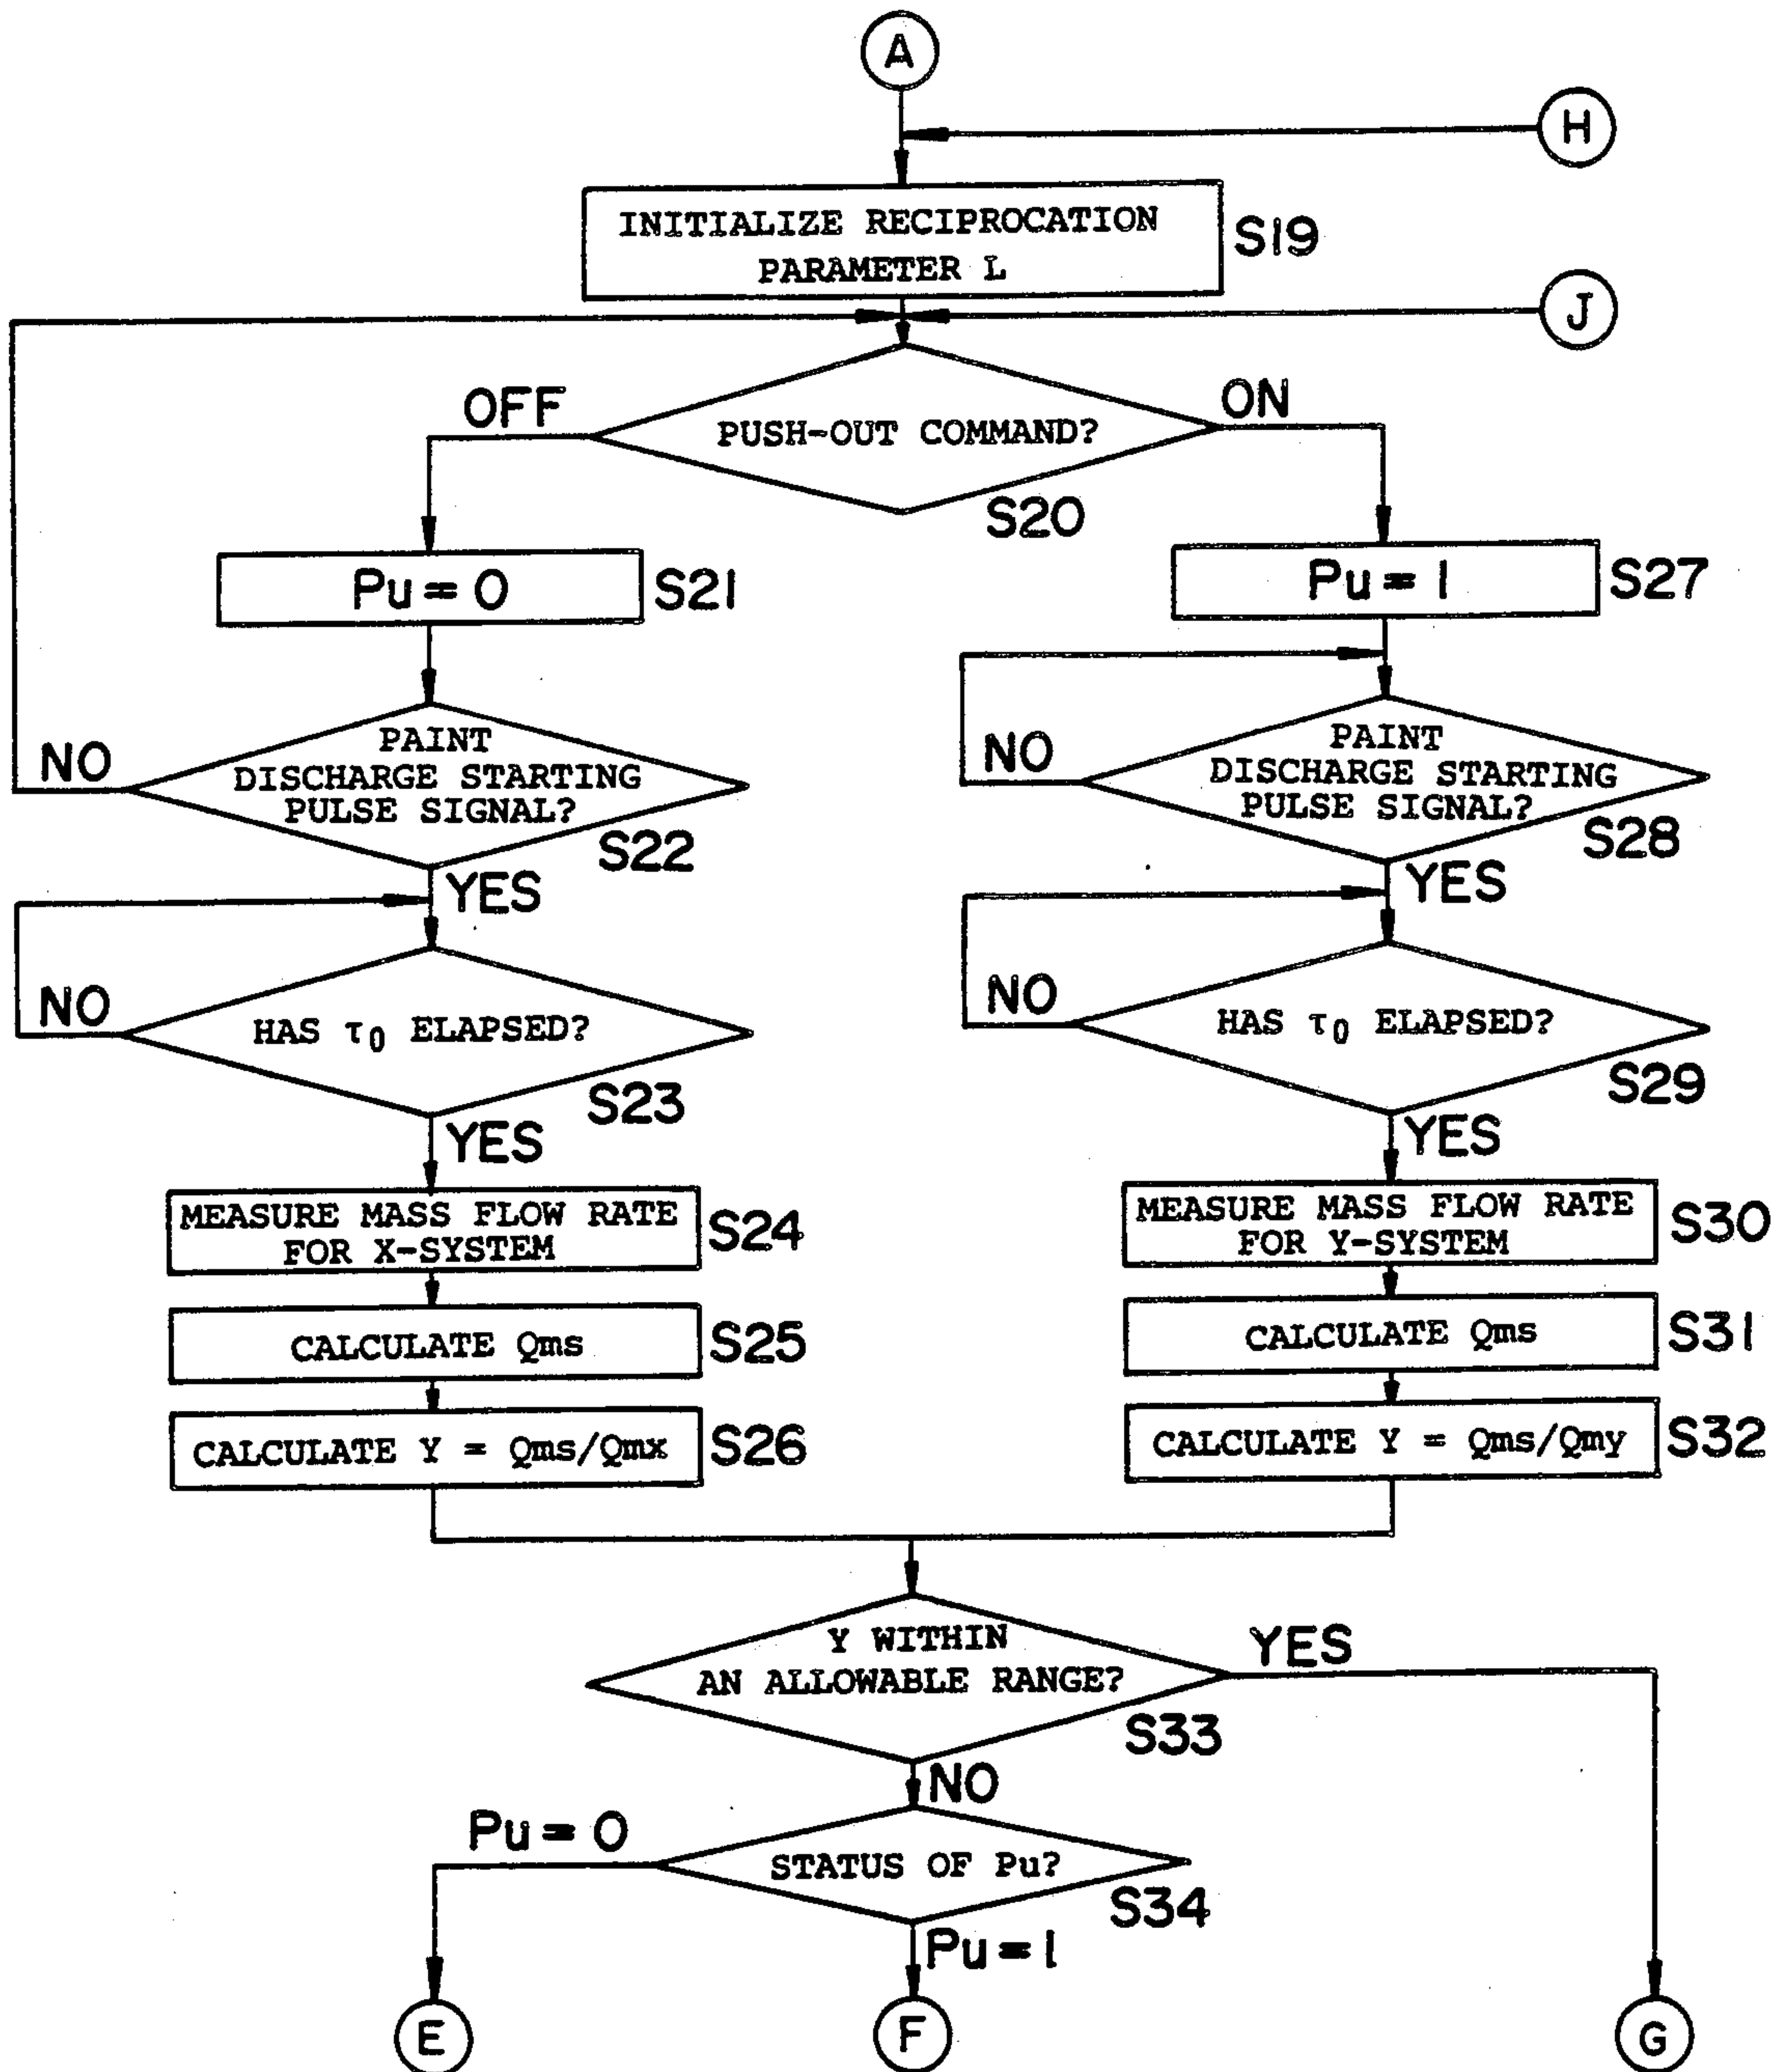 A
H
INITIALIZE RECIPROCATION
PARAMETER L
S19
J
OFF
ON
PUSH-OUT COMMAND?
S20
Pu = 0
S21
Pu = 1
S27
PAINT
DISCHARGE STARTING
PULSE SIGNAL?
NO
S22
YES
PAINT
DISCHARGE STARTING
PULSE SIGNAL?
NO
S28
YES
HAS τ0 ELAPSED?
NO
S23
YES
HAS τ0 ELAPSED?
NO
S29
YES
MEASURE MASS FLOW RATE
FOR X-SYSTEM
S24
MEASURE MASS FLOW RATE
FOR Y-SYSTEM
S30
CALCULATE Qms
S25
CALCULATE Qms
S31
CALCULATE Y = Qms/Qmx
S26
CALCULATE Y = Qms/Qmy
S32
Y WITHIN
AN ALLOWABLE RANGE?
YES
S33
NO
Pu = 0
STATUS OF Pu?
S34
Pu = 1
E
F
G